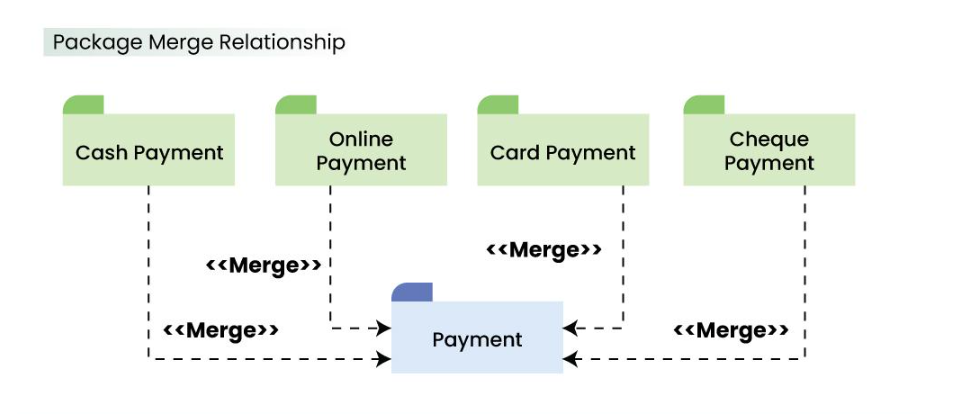 Package Merge Relationship
Cash Payment
Online
Payment
Card Payment
Cheque
Payment
<<Merge>>
<<Merge>>
<<Merge>>
<<Merge>>
Payment